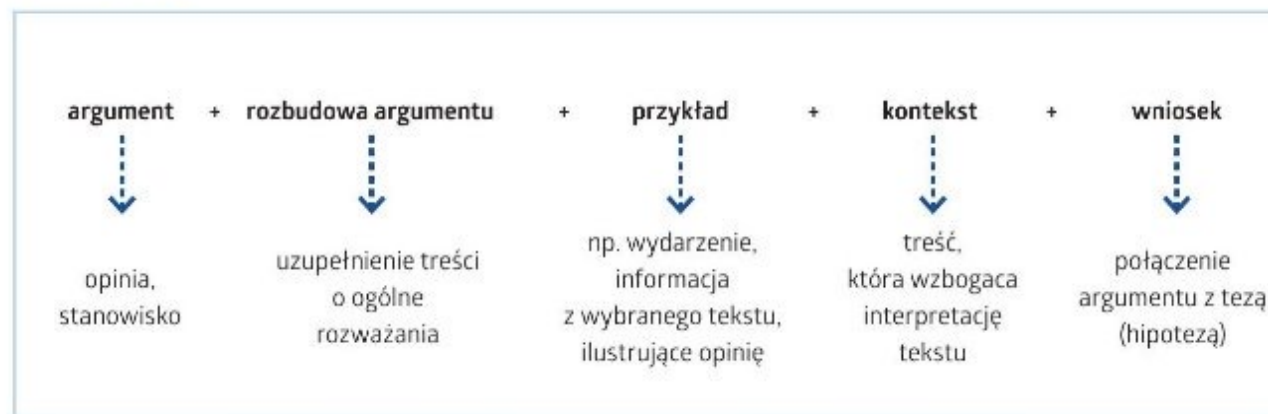 argument + rozbudowa argumentu + przykład + kontekst + wniosek
opinia,
stanowisko
uzupełnienie treści
o ogólne
rozważania
np. wydarzenie,
informacja
z wybranego tekstu,
ilustrujące opinię
treść,
która wzbogaca
interpretację
tekstu
połączenie
argumentu z tezą
(hipotezą)